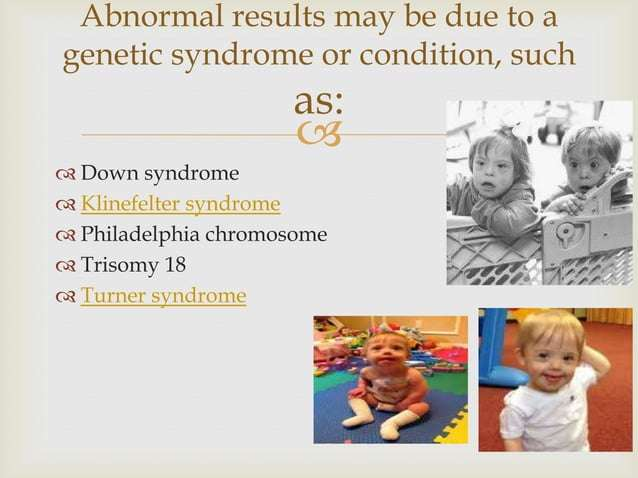 Abnormal results may be due to a
genetic syndrome or condition, such
as:
Down syndrome
Klinefelter syndrome
Philadelphia chromosome
Trisomy 18
Turner syndrome